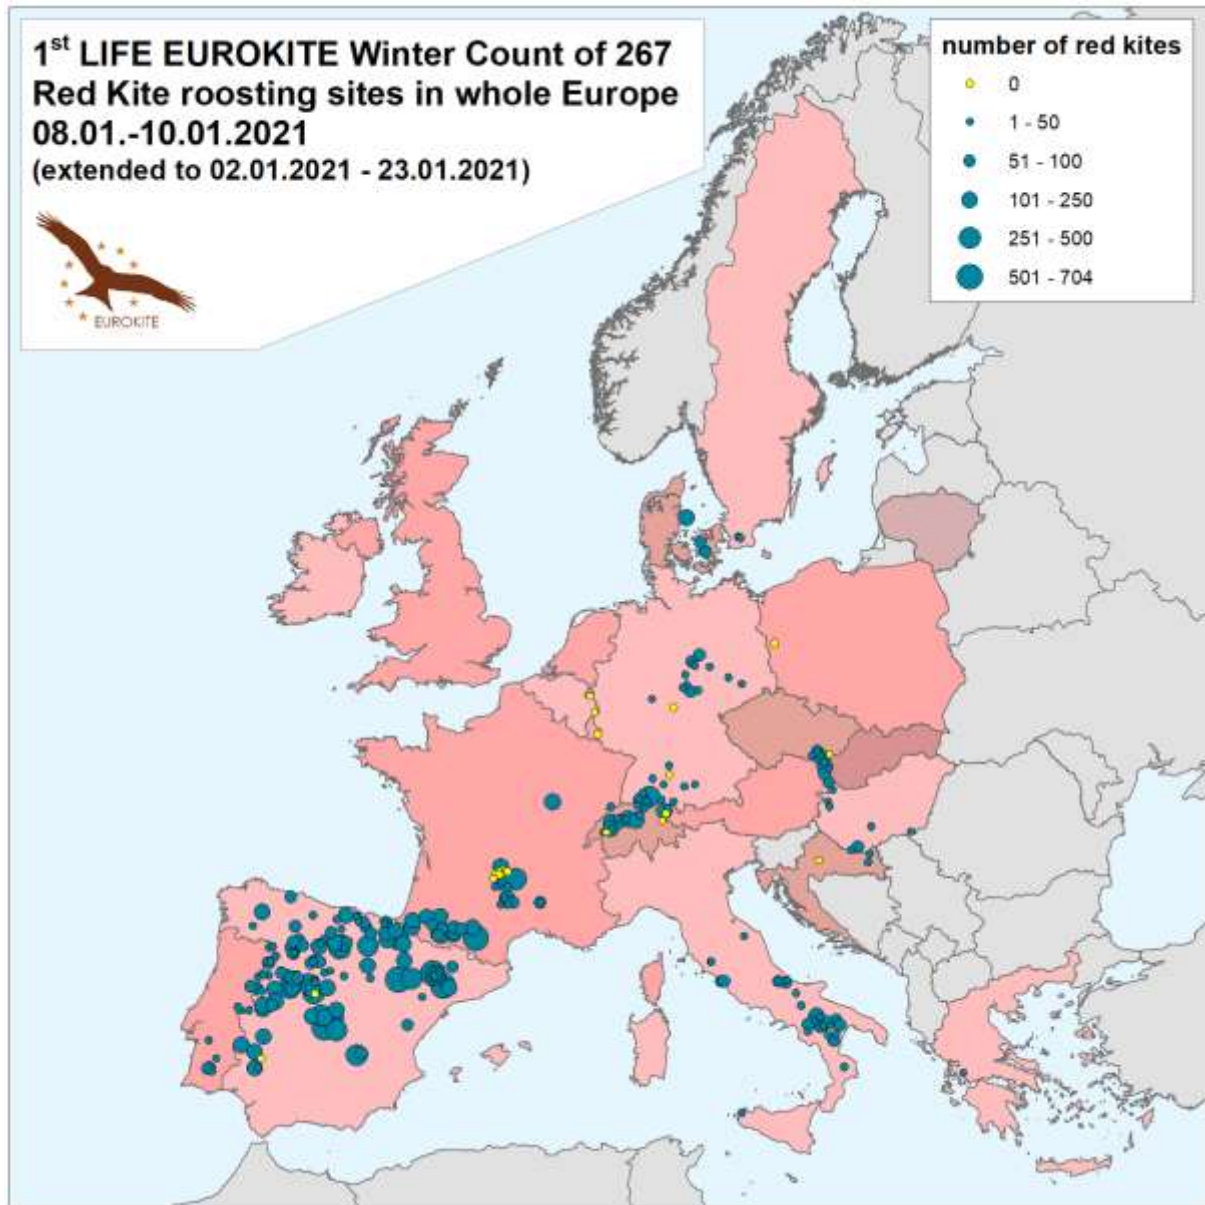 1st LIFE EUROKITE Winter Count of 267
Red Kite roosting sites in whole Europe
08.01.-10.01.2021
(extended to 02.01.2021 - 23.01.2021)
EUROKITE
number of red kites
0
1 - 50
51 - 100
101 - 250
251 - 500
501 - 704